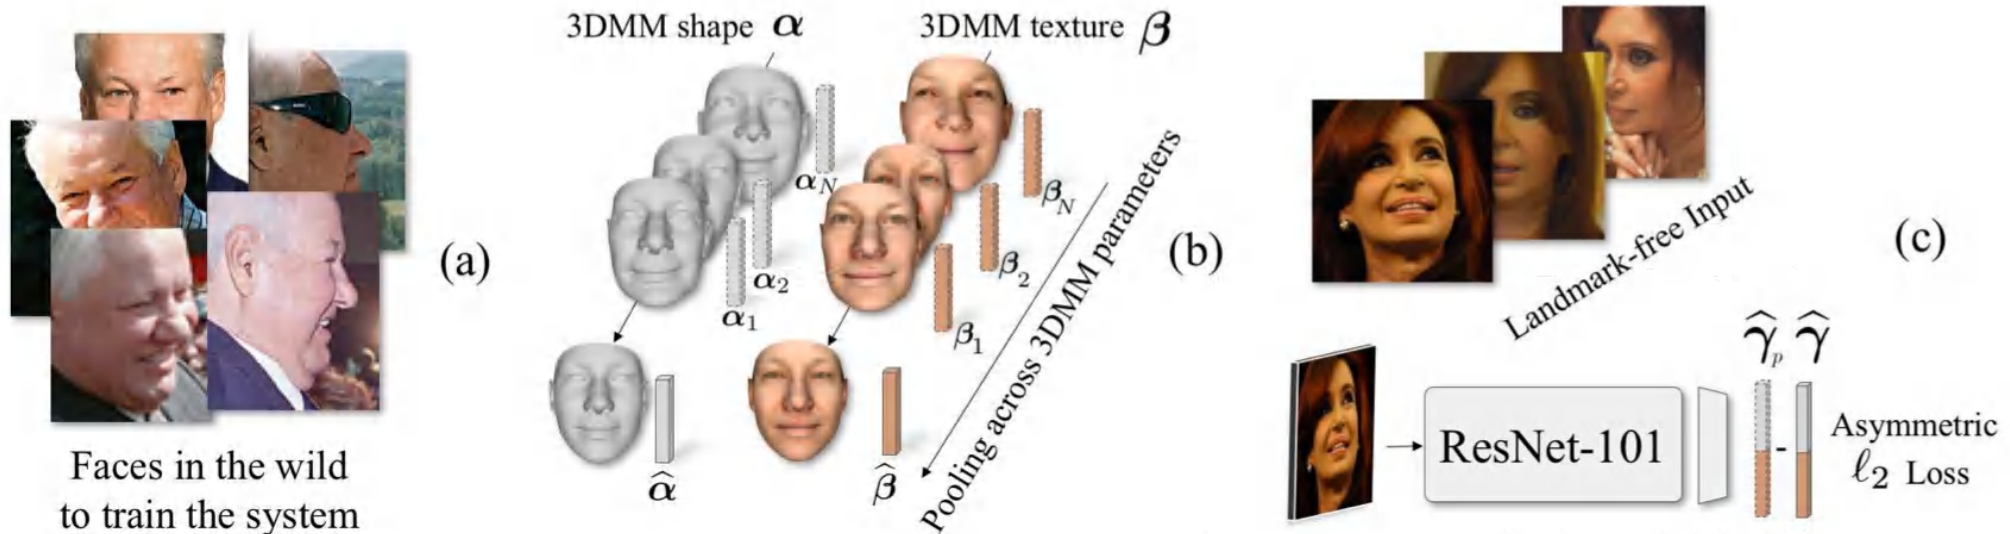 Faces in the wild
to train the system
(a)
3DMM shape α
3DMM texture β
α_N
α_2
α_1
β_N
β_2
β_1
α̂
β̂
Pooling across 3DMM parameters
(b)
Landmark-free Input
(c)
ResNet-101
γ̂_p γ̂
-
Asymmetric
ℓ_2 Loss